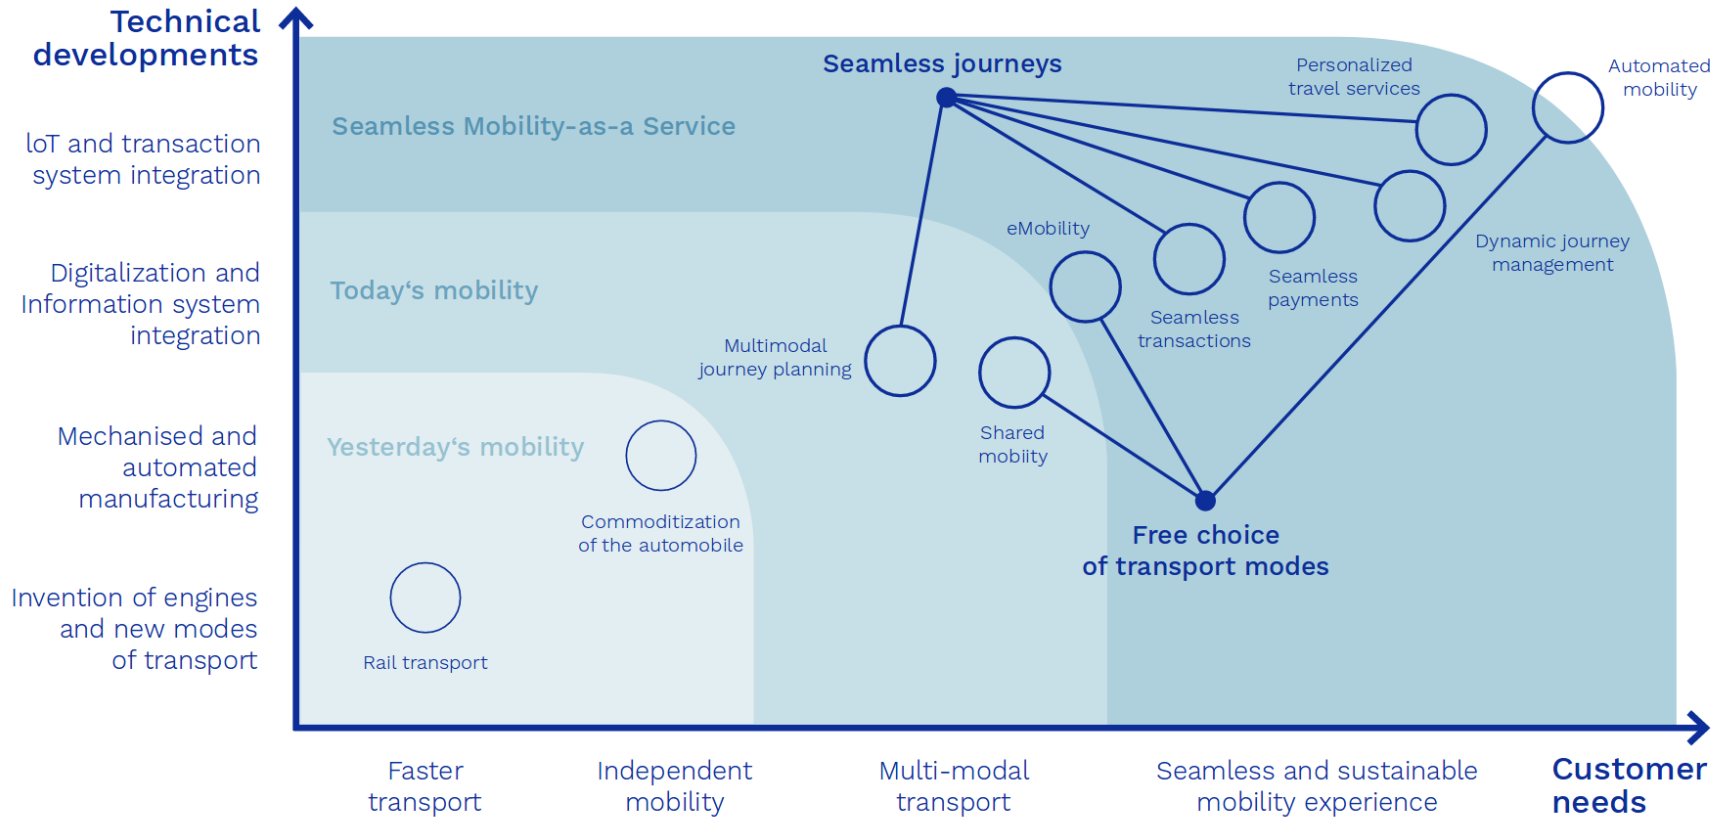 Technical
developments
loT and transaction
system integration
Digitalization and
Information system
integration
Mechanised and
automated
manufacturing
Invention of engines
and new modes
of transport
Seamless Mobility-as-a Service
Today‘s mobility
Yesterday‘s mobility
Seamless journeys
Personalized
travel services
Automated
mobility
eMobility
Dynamic journey
management
Seamless
payments
Seamless
transactions
Multimodal
journey planning
Shared
mobiity
Commoditization
of the automobile
Free choice
of transport modes
Rail transport
Faster
transport
Independent
mobility
Multi-modal
transport
Seamless and sustainable
mobility experience
Customer
needs